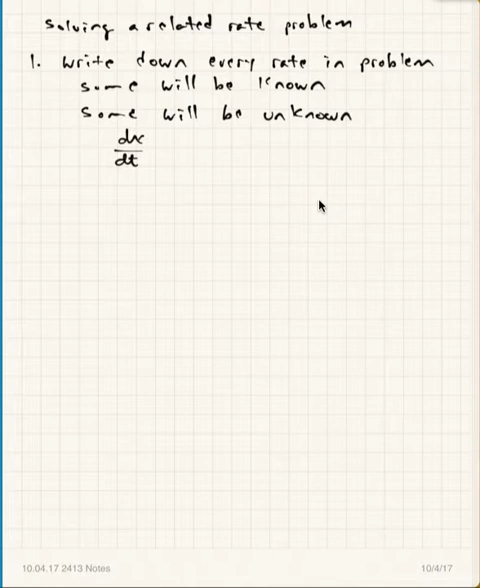 Solving a related rate problem
1. Write down every rate in problem
some will be known
some will be unknown
dx
dt
10.04.17 2413 Notes
10/4/17